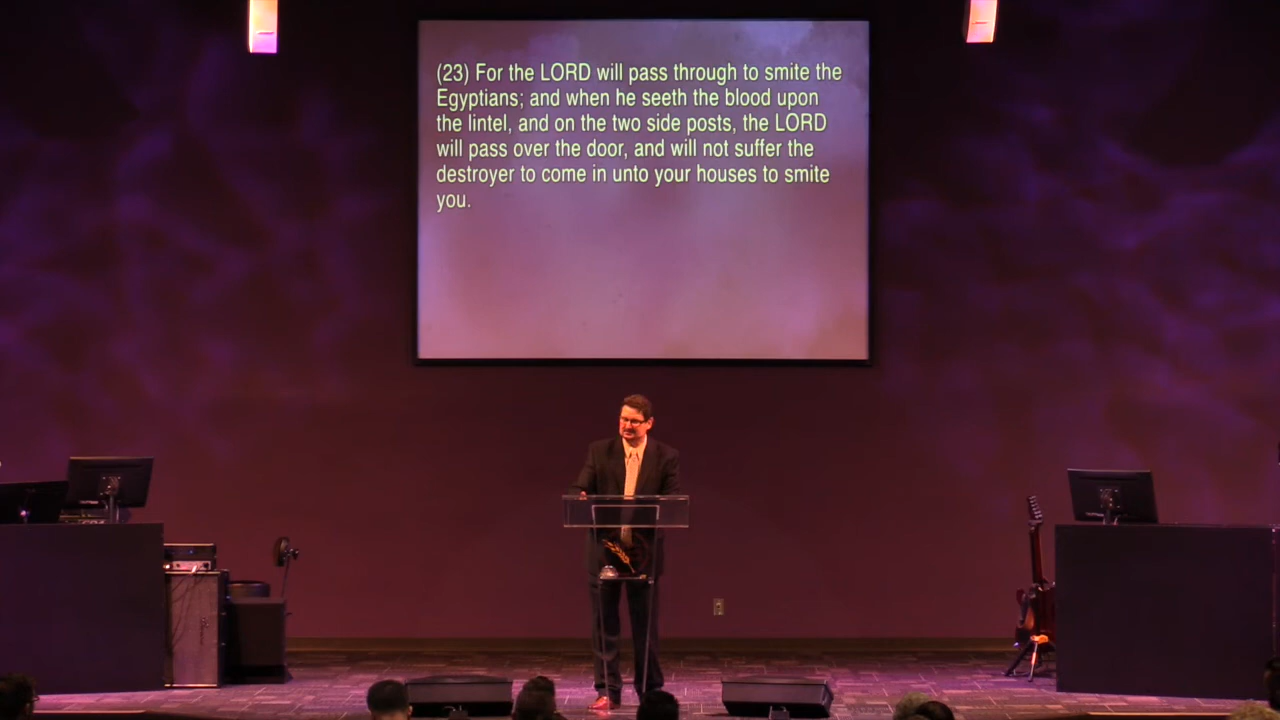 (23) For the LORD will pass through to smite the
Egyptians; and when he seeth the blood upon
the lintel, and on the two side posts, the LORD
will pass over the door, and will not suffer the
destroyer to come in unto your houses to smite
you.